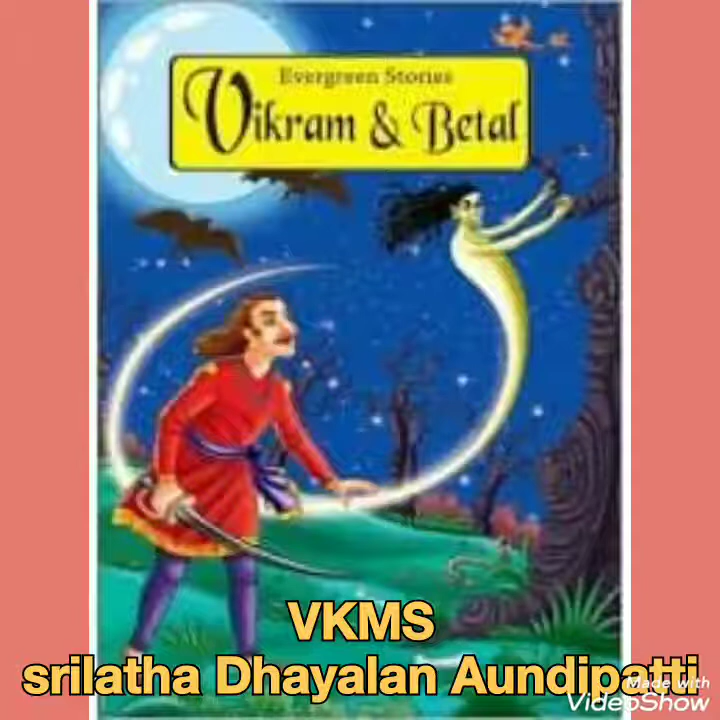 Evergreen Stories
Vikram & Betal
VKMS
srilatha Dhayalan Aundipatti
Made with
VideoShow